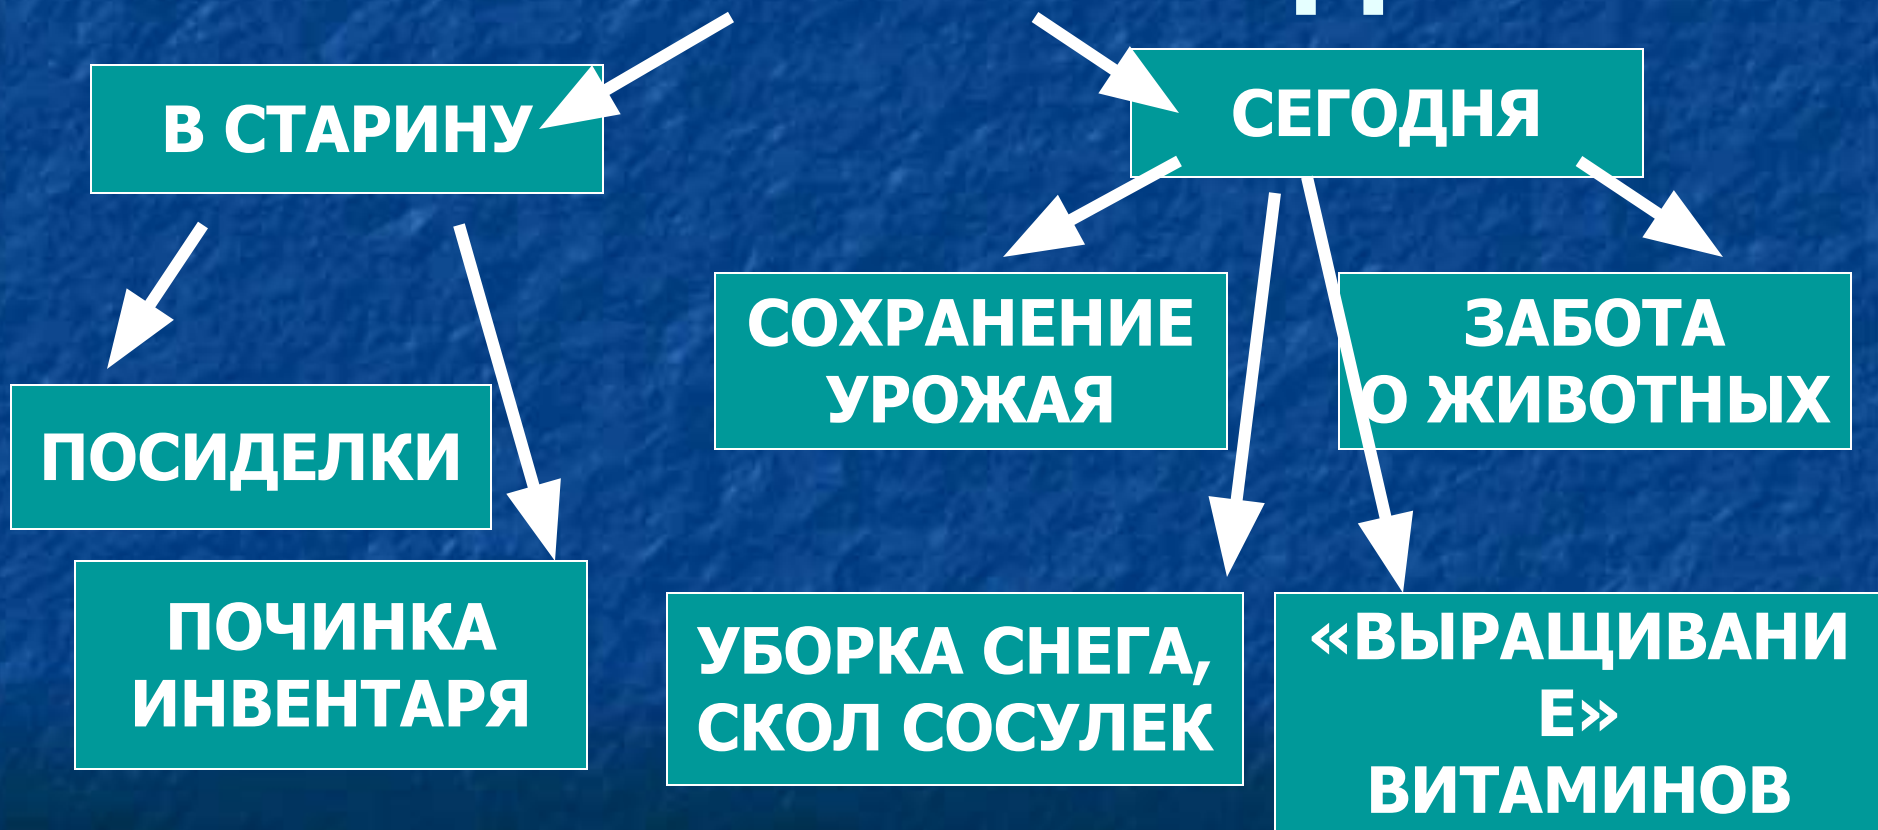 В СТАРИНУ
СЕГОДНЯ
СОХРАНЕНИЕ
УРОЖАЯ
ЗАБОТА
О ЖИВОТНЫХ
ПОСИДЕЛКИ
ПОЧИНКА
ИНВЕНТАРЯ
УБОРКА СНЕГА,
СКОЛ СОСУЛЕК
«ВЫРАЩИВАНИ
Е»
ВИТАМИНОВ